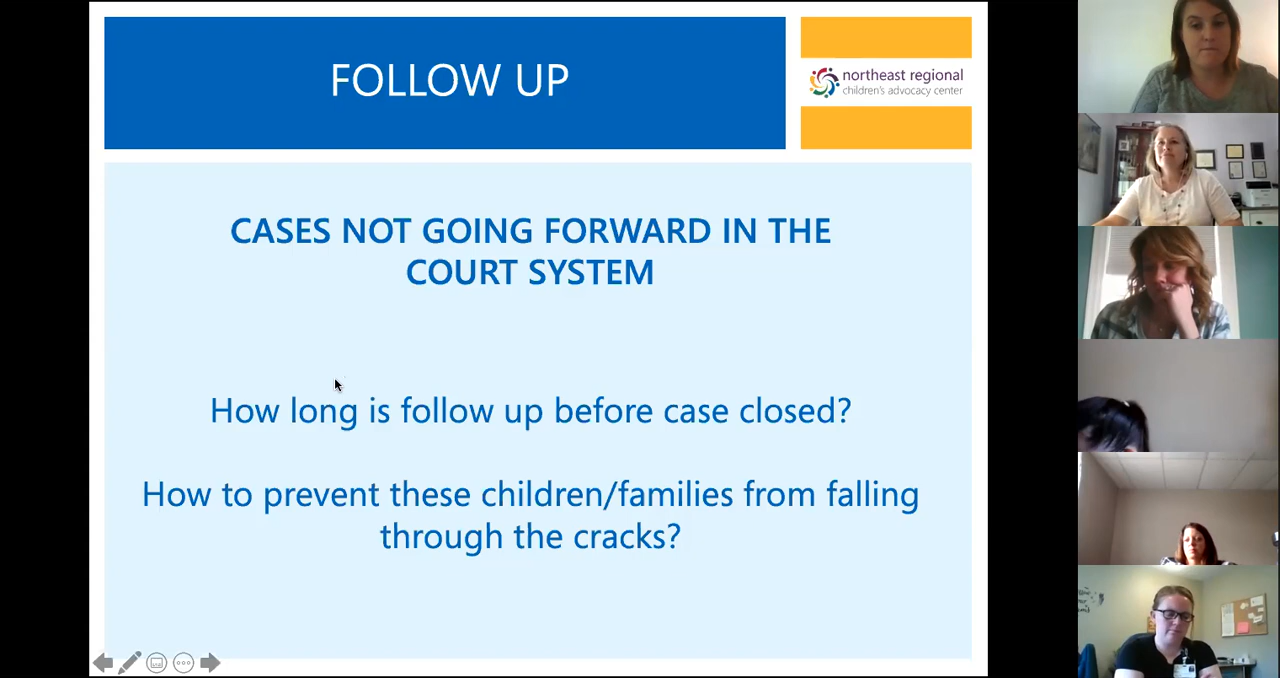 FOLLOW UP
northeast regional
children's advocacy center
CASES NOT GOING FORWARD IN THE
COURT SYSTEM
How long is follow up before case closed?
How to prevent these children/families from falling
through the cracks?